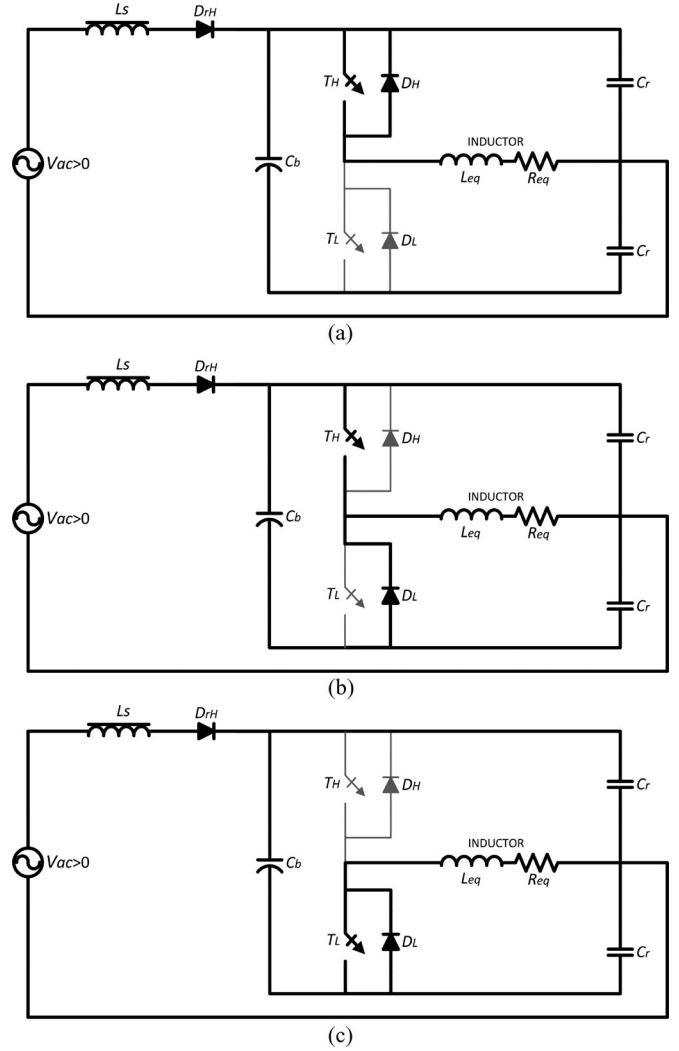 Ls DrH
TH DH Cr
Vac>0 Cb INDUCTOR
Leq Req
TL DL Cr
(a)
Ls DrH
TH DH Cr
Vac>0 Cb INDUCTOR
Leq Req
TL DL Cr
(b)
Ls DrH
TH DH Cr
Vac>0 Cb INDUCTOR
Leq Req
TL DL Cr
(c)